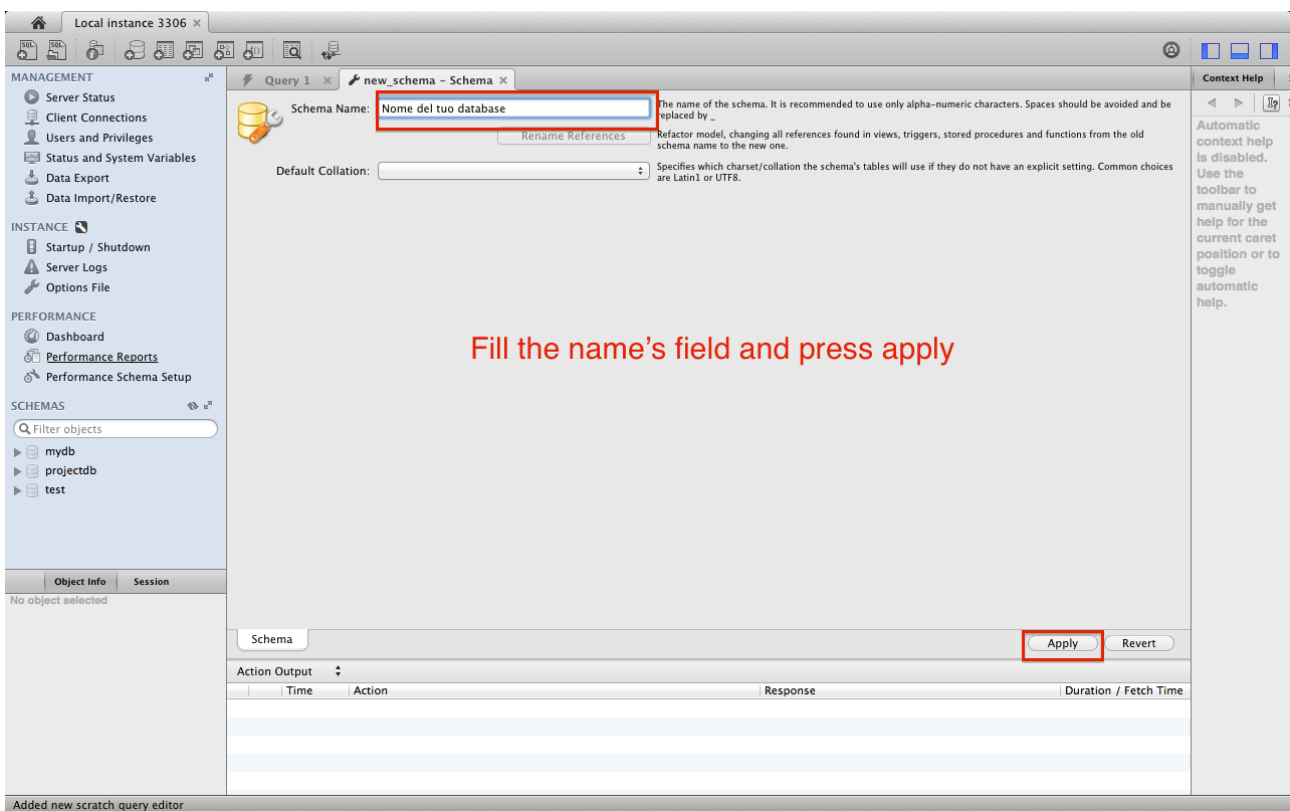 Local instance 3306
MANAGEMENT
Server Status
Client Connections
Users and Privileges
Status and System Variables
Data Export
Data Import/Restore
INSTANCE
Startup / Shutdown
Server Logs
Options File
PERFORMANCE
Dashboard
Performance Reports
Performance Schema Setup
SCHEMAS
Filter objects
mydb
projectdb
test
Object Info Session
No object selected
Query 1 new_schema - Schema
Schema Name: Nome del tuo database
The name of the schema. It is recommended to use only alpha-numeric characters. Spaces should be avoided and be
replaced by _
Rename References
Refactor model, changing all references found in views, triggers, stored procedures and functions from the old
schema name to the new one.
Default Collation:
Specifies which charset/collation the schema's tables will use if they do not have an explicit setting. Common choices
are Latin1 or UTF8.
Fill the name's field and press apply
Schema
Apply Revert
Action Output
Time Action Response Duration / Fetch Time
Context Help
Automatic
context help
is disabled.
Use the
toolbar to
manually get
help for the
current caret
position or to
toggle
automatic
help.
Added new scratch query editor